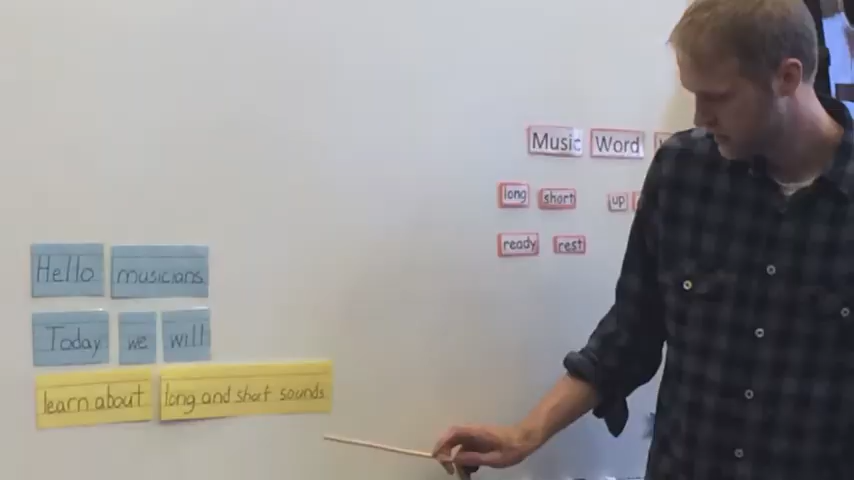 Music Word
long short up
ready rest
Hello musicians
Today we will
learn about long and short sounds